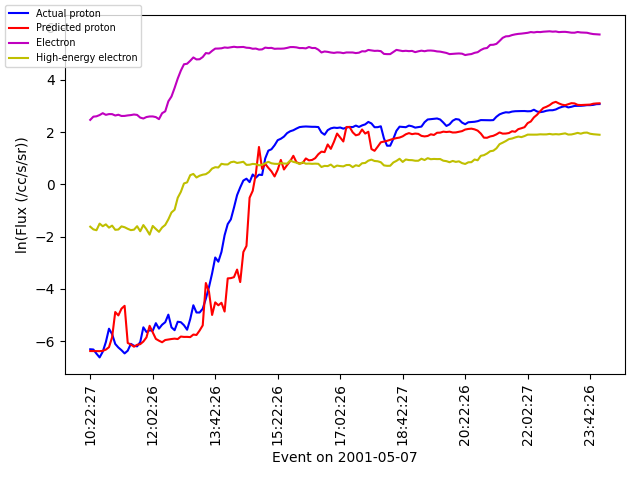 Actual proton
Predicted proton
Electron
High-energy electron
4
2
0
−2
−4
−6
ln(Flux (/cc/s/sr))
10:22:27
12:02:26
13:42:26
15:22:26
17:02:26
18:42:27
20:22:26
22:02:27
23:42:26
Event on 2001-05-07